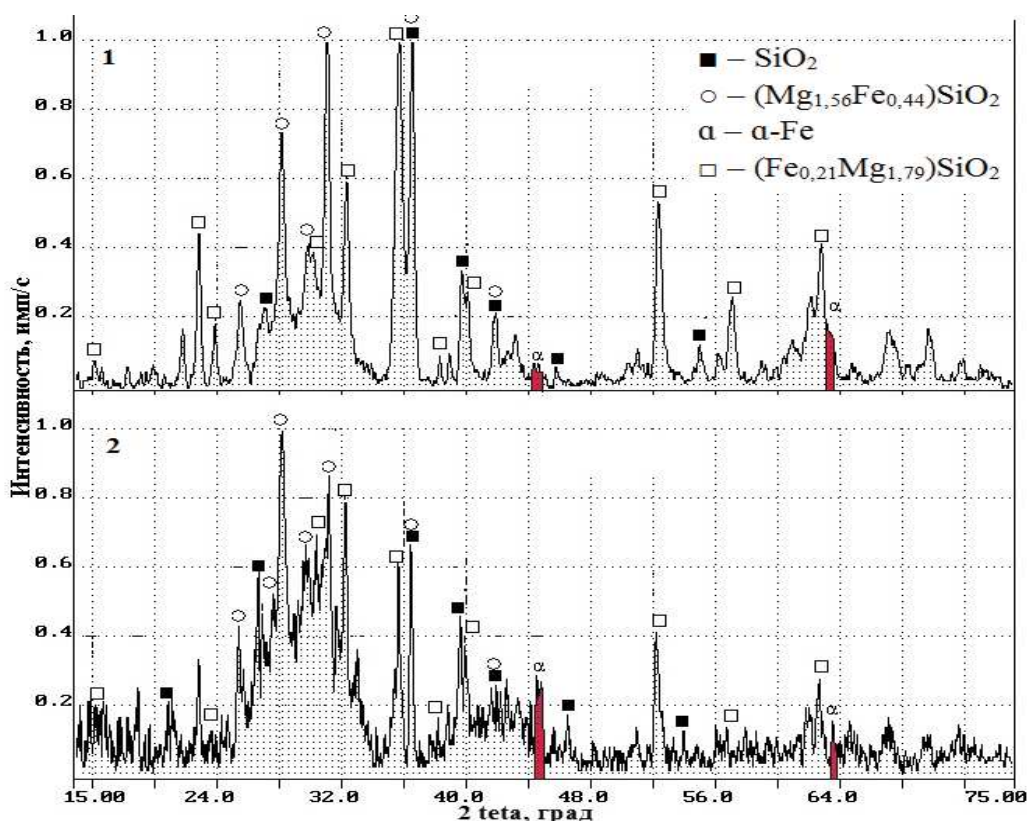 1.0
1
0.8
0.6
0.4
0.2
■ – SiO₂
○ – (Mg₁,₅₆Fe₀,₄₄)SiO₂
α – α-Fe
□ – (Fe₀,₂₁Mg₁,₇₉)SiO₂
α
α
Интенсивность, имп/с
1.0
2
0.8
0.6
0.4
0.2
α
α
15.00 24.0 32.0 40.0 48.0 56.0 64.0 75.00
2 teta, град